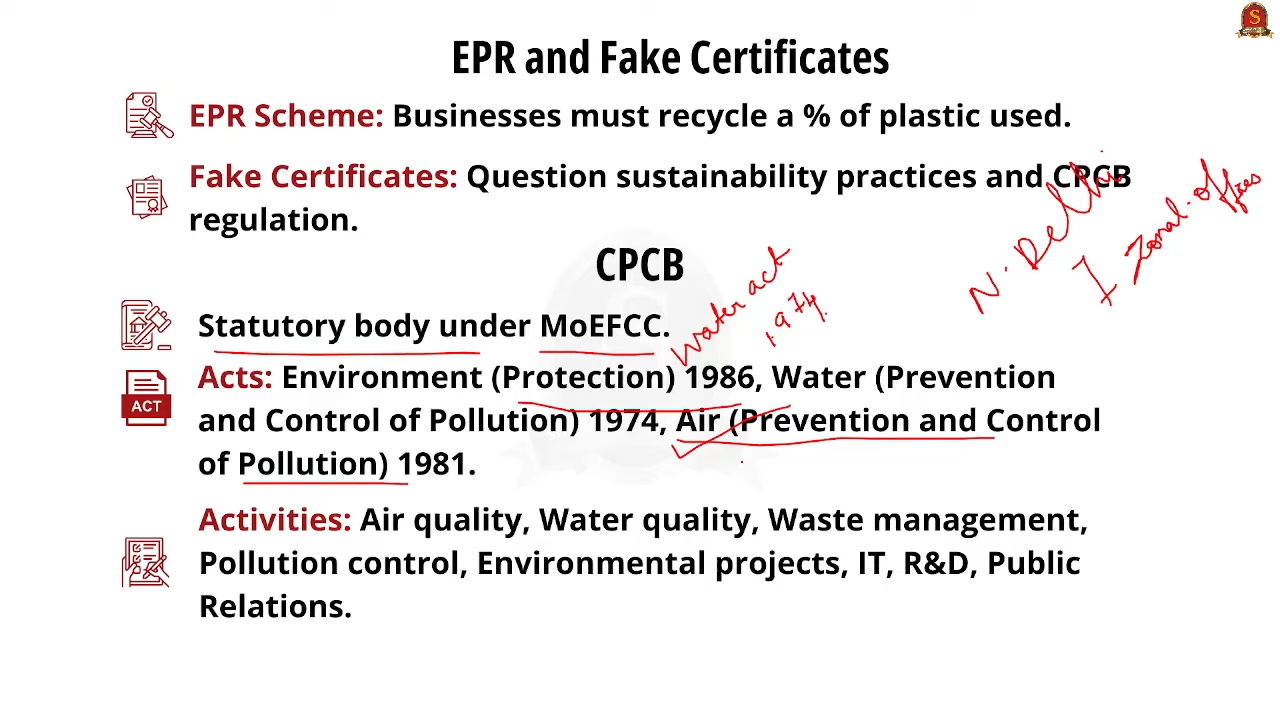 EPR and Fake Certificates
EPR Scheme: Businesses must recycle a % of plastic used.
Fake Certificates: Question sustainability practices and CPCB
regulation.
N. Delhi
7 Zonal offices
CPCB
Water act
1974.
Statutory body under MoEFCC.
Acts: Environment (Protection) 1986, Water (Prevention
and Control of Pollution) 1974, Air (Prevention and Control
of Pollution) 1981.
ACT
Activities: Air quality, Water quality, Waste management,
Pollution control, Environmental projects, IT, R&D, Public
Relations.